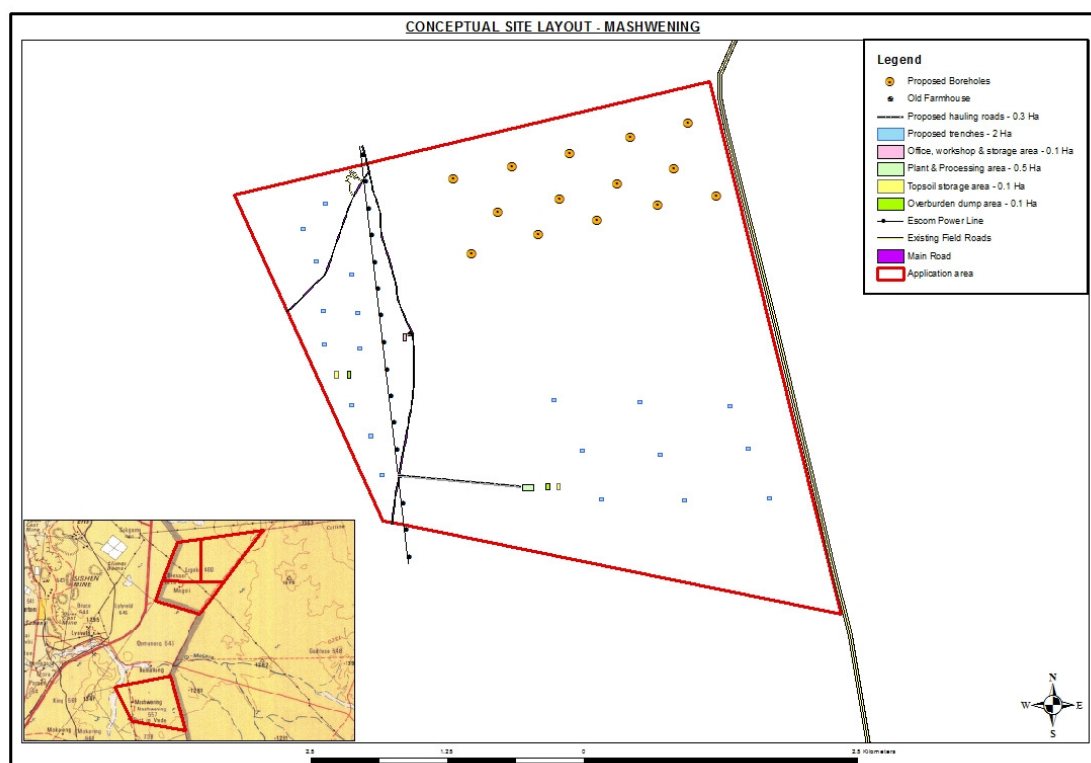 CONCEPTUAL SITE LAYOUT - MASHWENING
Legend
Proposed Boreholes
Old Farmhouse
Proposed hauling roads - 0.3 Ha
Proposed trenches - 2 Ha
Office, workshop & storage area - 0.1 Ha
Plant & Processing area - 0.5 Ha
Topsoil storage area - 0.1 Ha
Overburden dump area - 0.1 Ha
Escom Power Line
Existing Field Roads
Main Road
Application area
SISHEN
MINE
Mashwening
557
N
W E
S
2.5 1.25 0 2.5 Kilometers